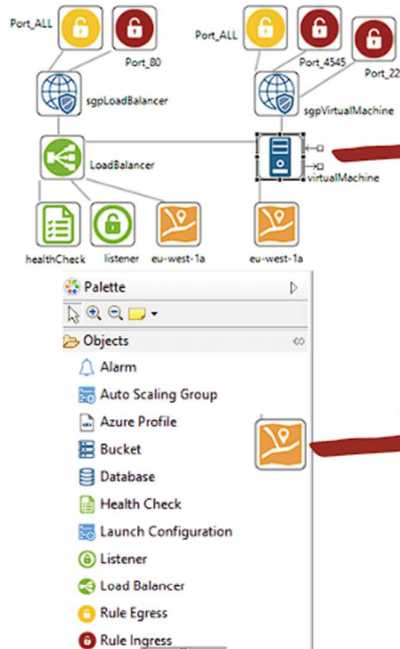 Port_ALL
Port_80
Port_ALL
Port_4545
Port_22
sgpLoadBalancer
sgpVirtualMachine
LoadBalancer
virtualMachine
healthCheck
listener
eu-west-1a
eu-west-1a
Palette
Objects
Alarm
Auto Scaling Group
Azure Profile
Bucket
Database
Health Check
Launch Configuration
Listener
Load Balancer
Rule Egress
Rule Ingress